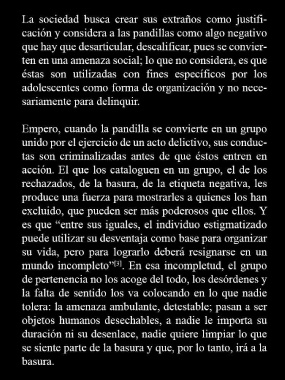 La sociedad busca crear sus extraños como justifi-
cación y considera a las pandillas como algo negativo
que hay que desarticular, descalificar, pues se convier-
ten en una amenaza social; lo que no considera, es que
éstas son utilizadas con fines específicos por los
adolescentes como forma de organización y no nece-
sariamente para delinquir.
Empero, cuando la pandilla se convierte en un grupo
unido por el ejercicio de un acto delictivo, sus conduc-
tas son criminalizadas antes de que éstos entren en
acción. El que los cataloguen en un grupo, el de los
rechazados, de la basura, de la etiqueta negativa, les
produce una fuerza para mostrarles a quienes los han
excluido, que pueden ser más poderosos que ellos. Y
es que “entre sus iguales, el individuo estigmatizado
puede utilizar su desventaja como base para organizar
su vida, pero para lograrlo deberá resignarse en un
mundo incompleto”[3]. En esa incompletud, el grupo
de pertenencia no los acoge del todo, los desórdenes y
la falta de sentido los va colocando en lo que nadie
tolera: la amenaza ambulante, detestable; pasan a ser
objetos humanos desechables, a nadie le importa su
duración ni su desenlace, nadie quiere limpiar lo que
se siente parte de la basura y que, por lo tanto, irá a la
basura.